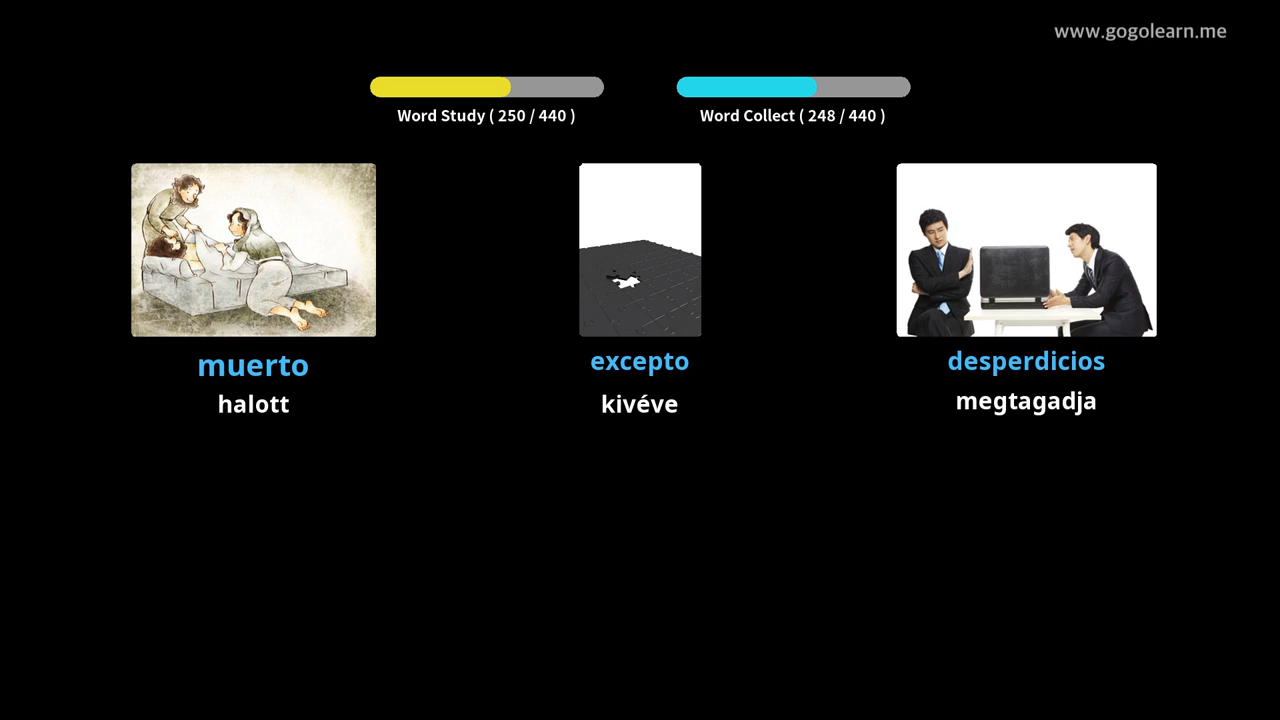 www.gogolearn.me
Word Study ( 250 / 440 )
Word Collect ( 248 / 440 )
muerto
halott
excepto
kivéve
desperdicios
megtagadja